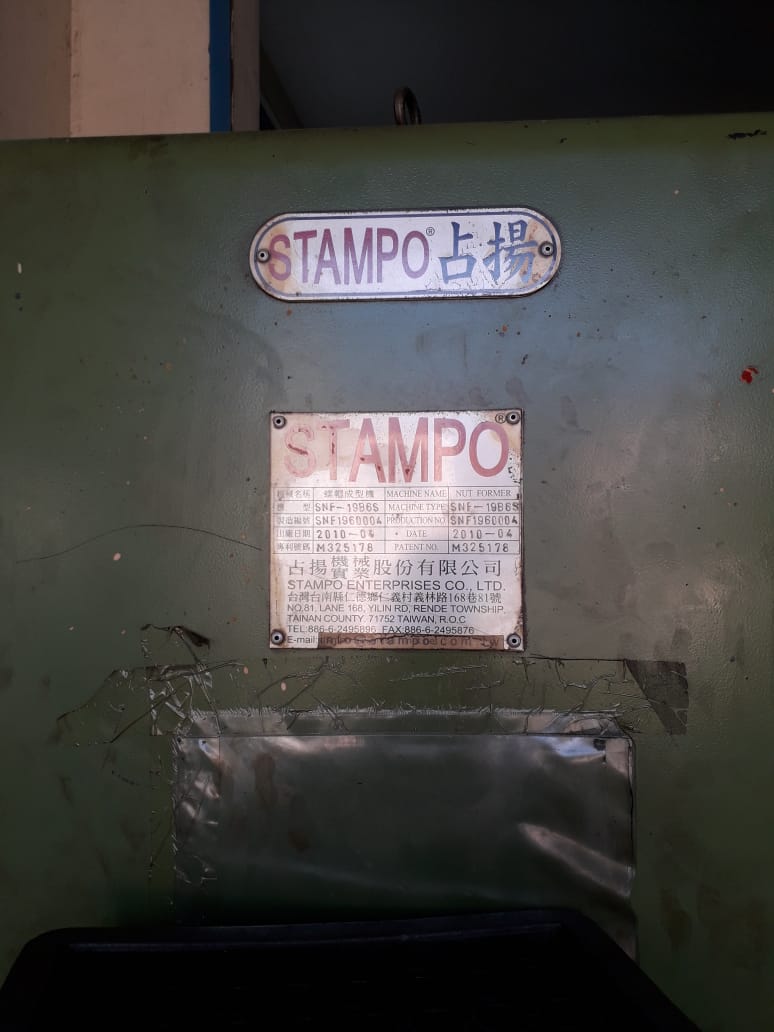 STAMPO® 占揚
STAMPO®
機械名稱 螺帽成型機 MACHINE NAME NUT FORMER
機型 SNF-19B6S MACHINE TYPE SNF-19B6S
製造編號 SNF1960004 PRODUCTION NO. SNF1960004
出廠日期 2010-04 DATE 2010-04
專利號碼 M325178 PATENT NO. M325178
占揚機械實業股份有限公司
STAMPO ENTERPRISES CO., LTD.
台灣台南縣仁德鄉仁義村義林路168巷81號
NO.81, LANE 168, YILIN RD, RENDE TOWNSHIP.
TAINAN COUNTY. 71752 TAIWAN, R.O.C
TEL:886-6-2495895 FAX:886-6-2495876
E-mail: